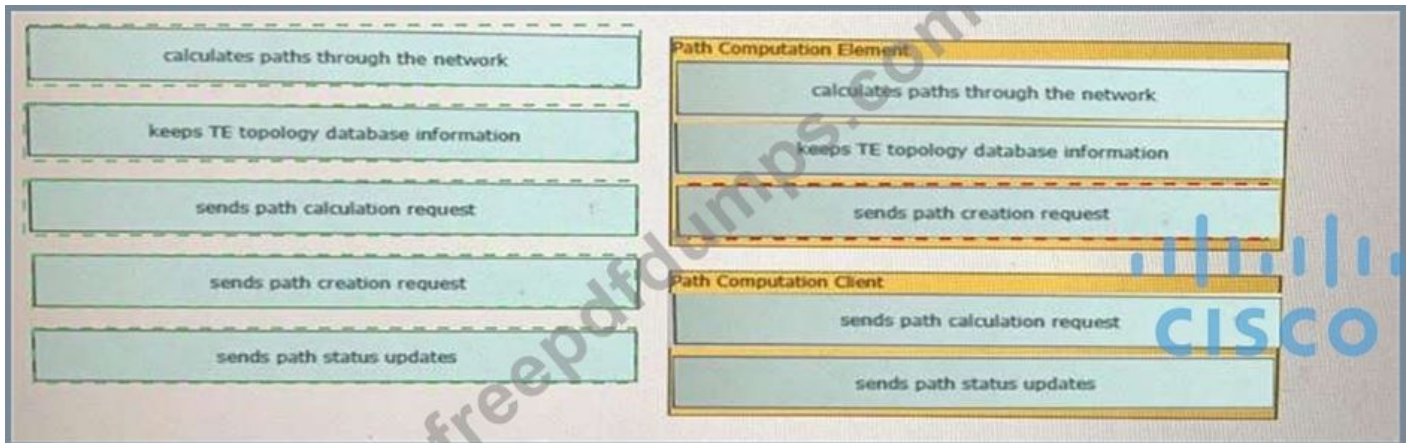 calculates paths through the network
keeps TE topology database information
sends path calculation request
sends path creation request
sends path status updates
Path Computation Element
calculates paths through the network
keeps TE topology database information
sends path creation request
Path Computation Client
sends path calculation request
sends path status updates
CISCO
freepdfdumps.com